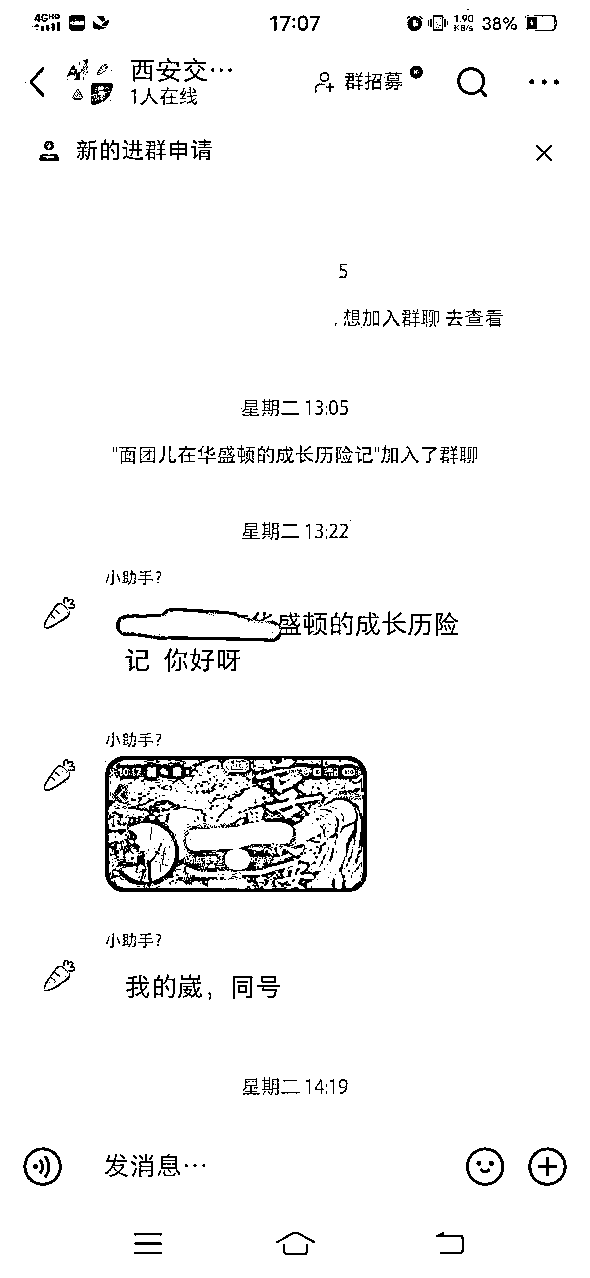 4GHD
17:07
1.90
KB/s
38%
西安交…
1人在线
群招募
新的进群申请
5
,想加入群聊 去查看
星期二 13:05
"面团儿在华盛顿的成长历险记"加入了群聊
星期二 13:22
小助手?
华盛顿的成长历险
记 你好呀
小助手?
小助手?
我的崴，同号
星期二 14:19
发消息…